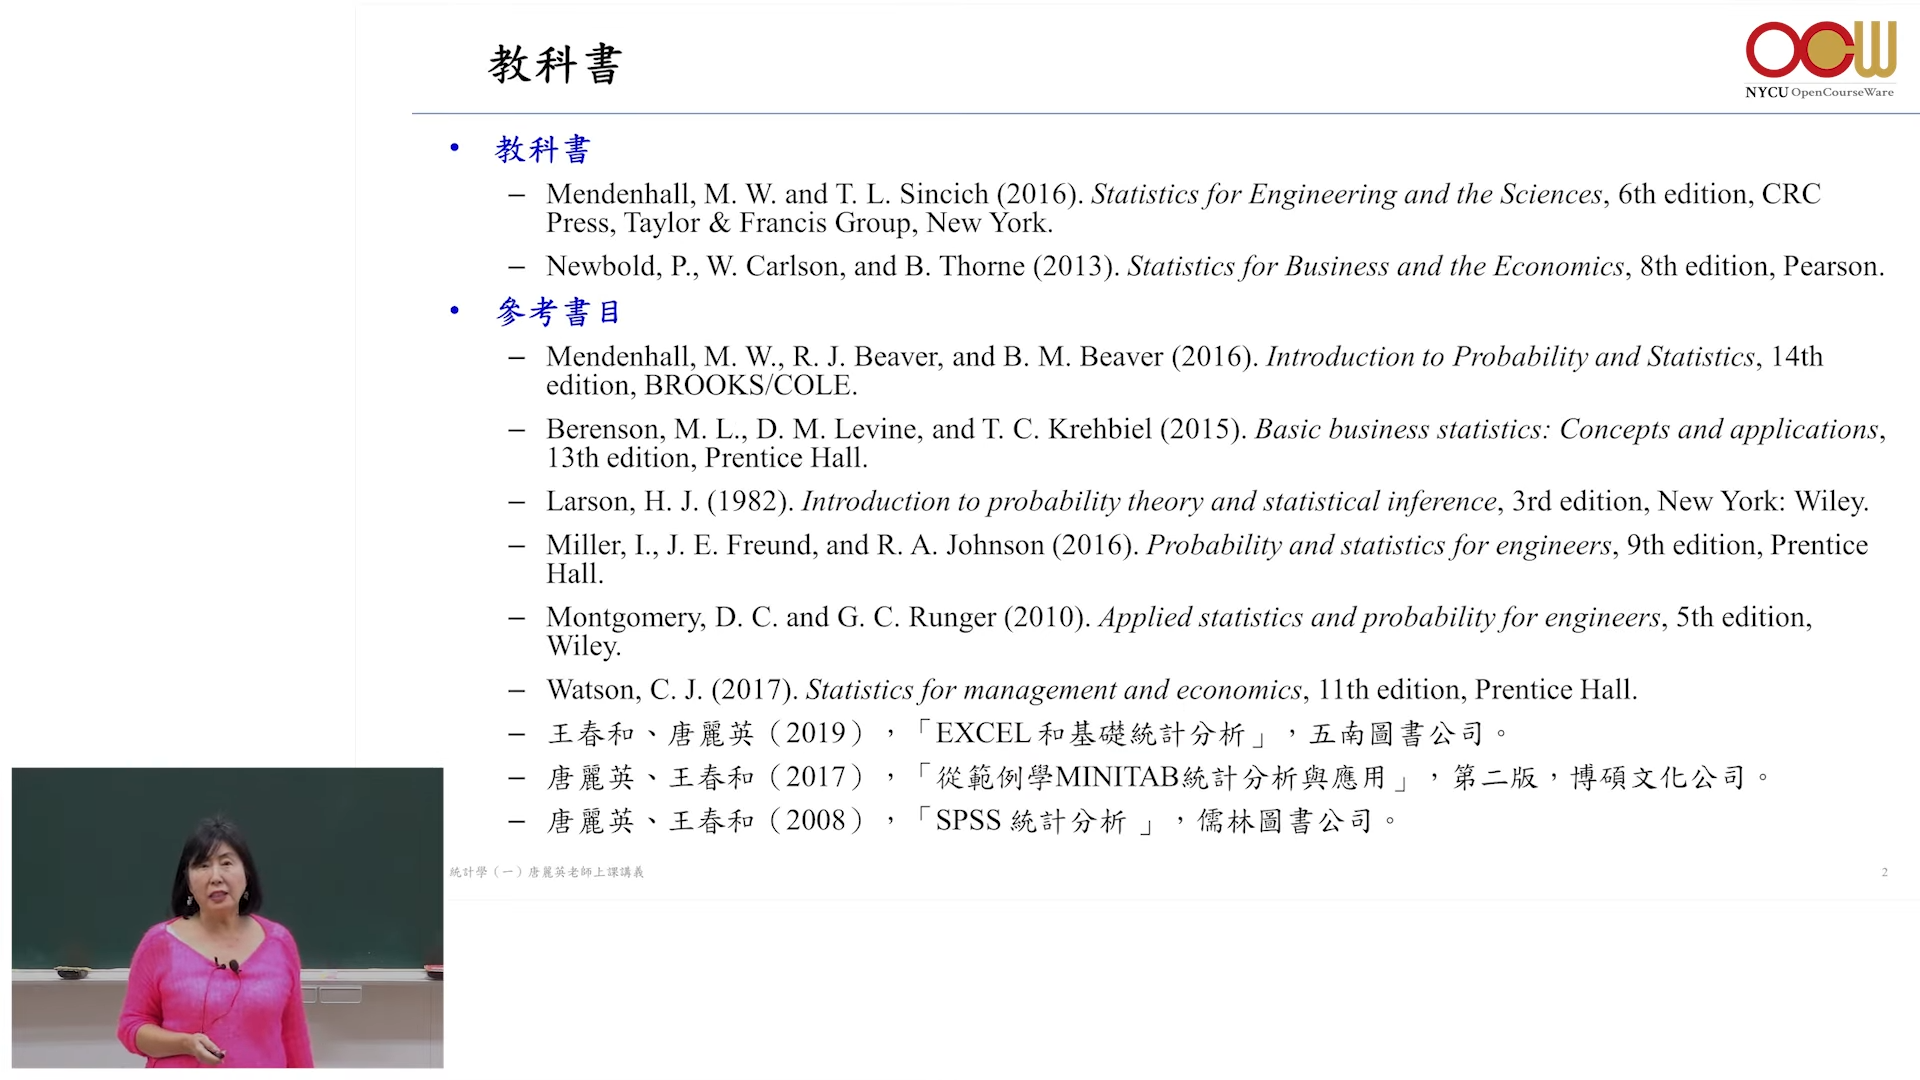 教科書
OCW
NYCU OpenCourseWare
• 教科書
– Mendenhall, M. W. and T. L. Sincich (2016). Statistics for Engineering and the Sciences, 6th edition, CRC
Press, Taylor & Francis Group, New York.
– Newbold, P., W. Carlson, and B. Thorne (2013). Statistics for Business and the Economics, 8th edition, Pearson.
• 參考書目
– Mendenhall, M. W., R. J. Beaver, and B. M. Beaver (2016). Introduction to Probability and Statistics, 14th
edition, BROOKS/COLE.
– Berenson, M. L., D. M. Levine, and T. C. Krehbiel (2015). Basic business statistics: Concepts and applications,
13th edition, Prentice Hall.
– Larson, H. J. (1982). Introduction to probability theory and statistical inference, 3rd edition, New York: Wiley.
– Miller, I., J. E. Freund, and R. A. Johnson (2016). Probability and statistics for engineers, 9th edition, Prentice
Hall.
– Montgomery, D. C. and G. C. Runger (2010). Applied statistics and probability for engineers, 5th edition,
Wiley.
– Watson, C. J. (2017). Statistics for management and economics, 11th edition, Prentice Hall.
– 王春和、唐麗英（2019），「EXCEL 和基礎統計分析」，五南圖書公司。
– 唐麗英、王春和（2017），「從範例學MINITAB統計分析與應用」，第二版，博碩文化公司。
– 唐麗英、王春和（2008），「SPSS 統計分析 」，儒林圖書公司。
統計學（一）唐麗英老師上課講義
2